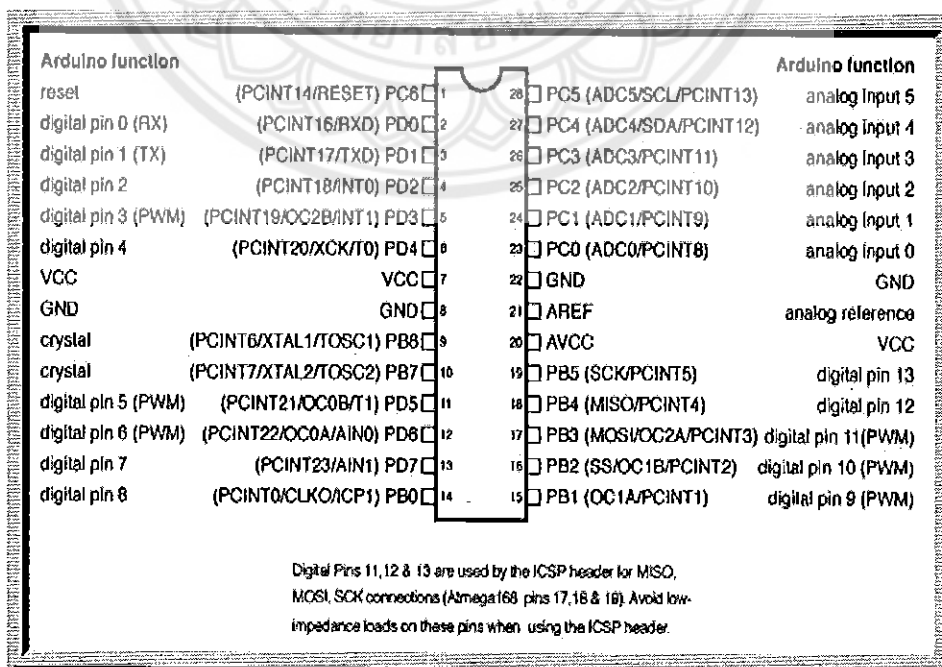 Arduino function Arduino function
reset (PCINT14/RESET) PC6 1 28 PC5 (ADC5/SCL/PCINT13) analog input 5
digital pin 0 (RX) (PCINT16/RXD) PD0 2 27 PC4 (ADC4/SDA/PCINT12) analog input 4
digital pin 1 (TX) (PCINT17/TXD) PD1 3 26 PC3 (ADC3/PCINT11) analog input 3
digital pin 2 (PCINT18/INT0) PD2 4 25 PC2 (ADC2/PCINT10) analog input 2
digital pin 3 (PWM) (PCINT19/OC2B/INT1) PD3 5 24 PC1 (ADC1/PCINT9) analog input 1
digital pin 4 (PCINT20/XCK/T0) PD4 6 23 PC0 (ADC0/PCINT8) analog input 0
VCC VCC 7 22 GND GND
GND GND 8 21 AREF analog reference
crystal (PCINT6/XTAL1/TOSC1) PB6 9 20 AVCC VCC
crystal (PCINT7/XTAL2/TOSC2) PB7 10 19 PB5 (SCK/PCINT5) digital pin 13
digital pin 5 (PWM) (PCINT21/OC0B/T1) PD5 11 18 PB4 (MISO/PCINT4) digital pin 12
digital pin 6 (PWM) (PCINT22/OC0A/AIN0) PD6 12 17 PB3 (MOSI/OC2A/PCINT3) digital pin 11(PWM)
digital pin 7 (PCINT23/AIN1) PD7 13 16 PB2 (SS/OC1B/PCINT2) digital pin 10 (PWM)
digital pin 8 (PCINT0/CLKO/ICP1) PB0 14 15 PB1 (OC1A/PCINT1) digital pin 9 (PWM)
Digital Pins 11,12 & 13 are used by the ICSP header for MISO,
MOSI, SCK connections (Atmega168 pins 17,18 & 19). Avoid low-
impedance loads on these pins when using the ICSP header.